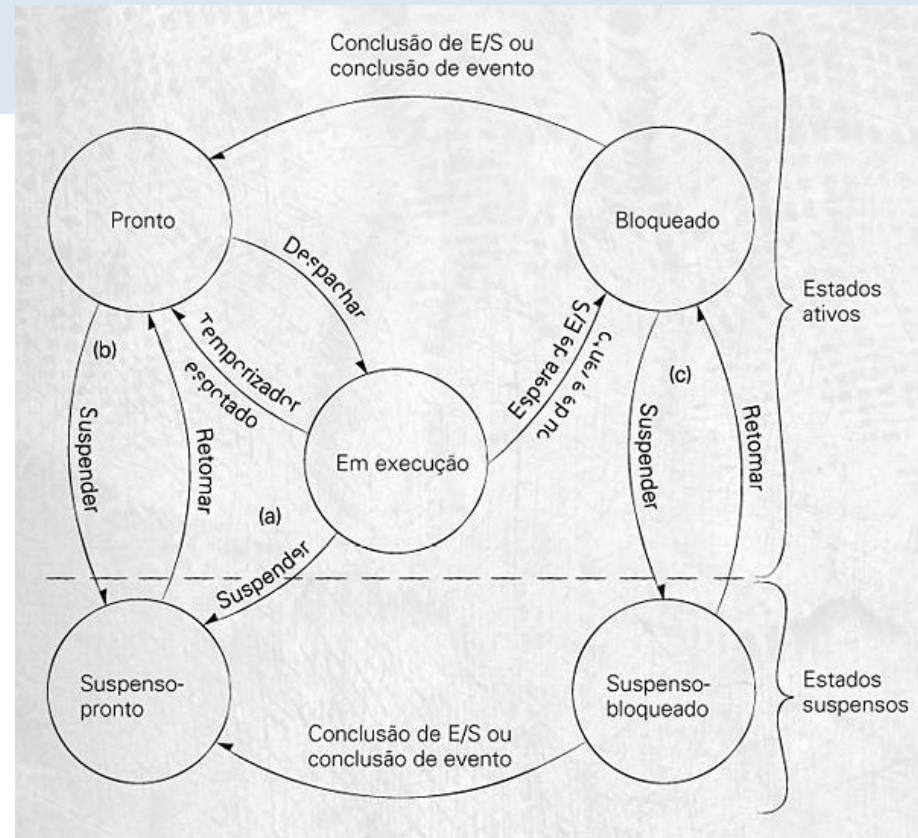 Conclusão de E/S ou
conclusão de evento
Pronto
Bloqueado
Despachar
Temporizador
esgotado
Espera de E/S
Estados
ativos
(b)
(c)
Suspender
Retomar
Em execução
Suspender
Retomar
(a)
Suspender
Suspenso-
pronto
Suspenso-
bloqueado
Estados
suspensos
Conclusão de E/S ou
conclusão de evento